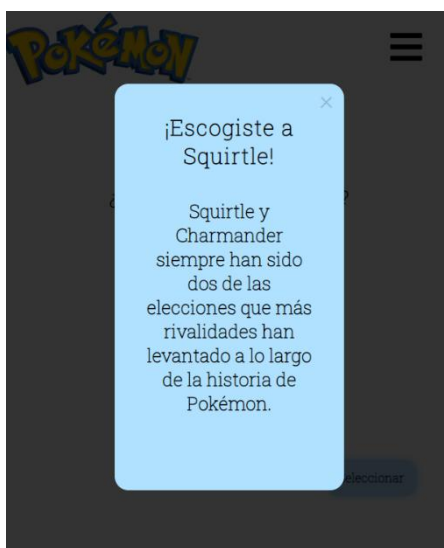 Pokémon
×
¡Escogiste a
Squirtle!
Squirtle y
Charmander
siempre han sido
dos de las
elecciones que más
rivalidades han
levantado a lo largo
de la historia de
Pokémon.